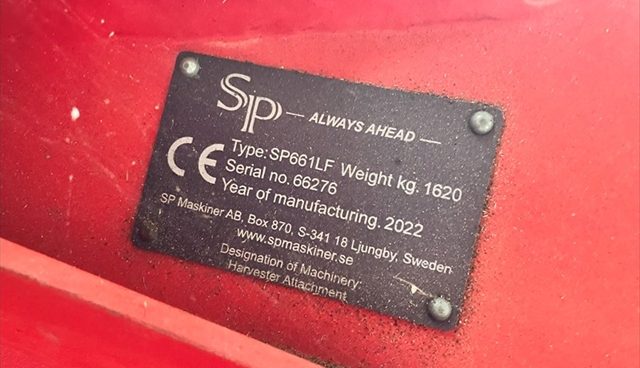 SP — ALWAYS AHEAD —
Type: SP661LF Weight kg. 1620
CE Serial no. 66276
Year of manufacturing. 2022
SP Maskiner AB, Box 870, S-341 18 Ljungby, Sweden
www.spmaskiner.se
Designation of Machinery:
Harvester Attachment